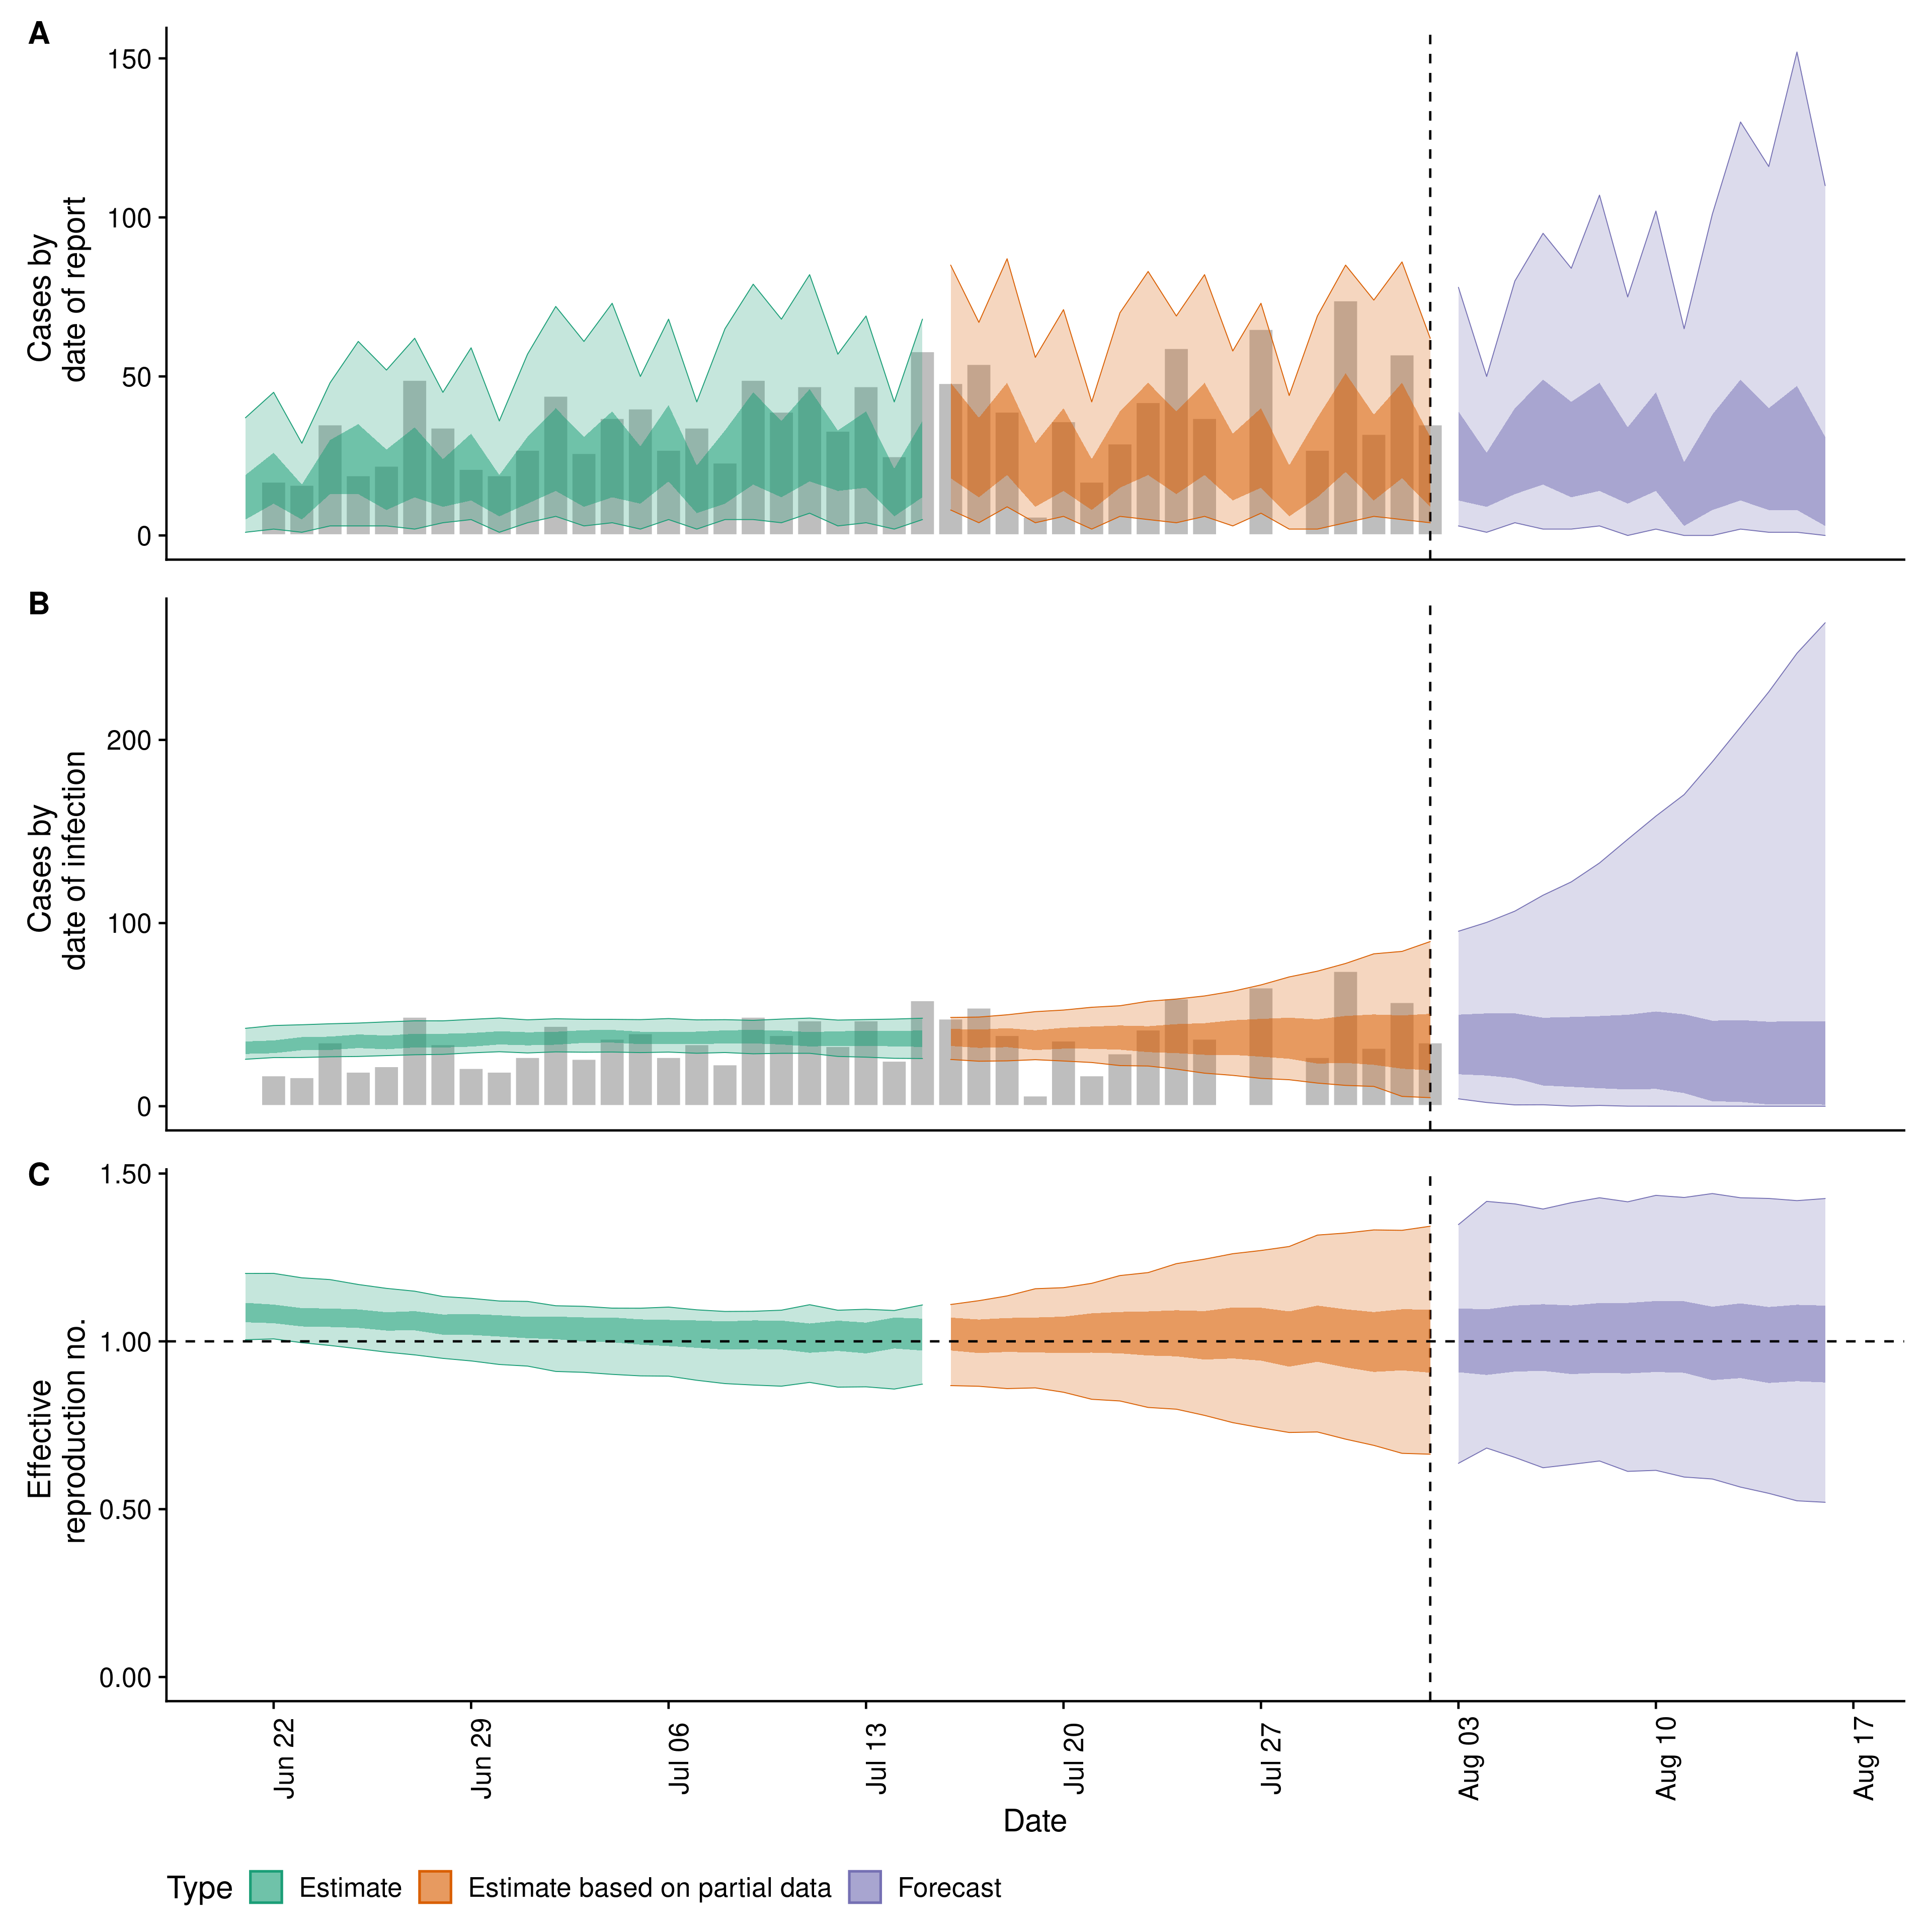 A
150
100
50
0
Cases by
date of report
B
200
100
0
Cases by
date of infection
C
1.50
1.00
0.50
0.00
Effective
reproduction no.
Jun 22
Jun 29
Jul 06
Jul 13
Jul 20
Jul 27
Aug 03
Aug 10
Aug 17
Date
Type Estimate Estimate based on partial data Forecast